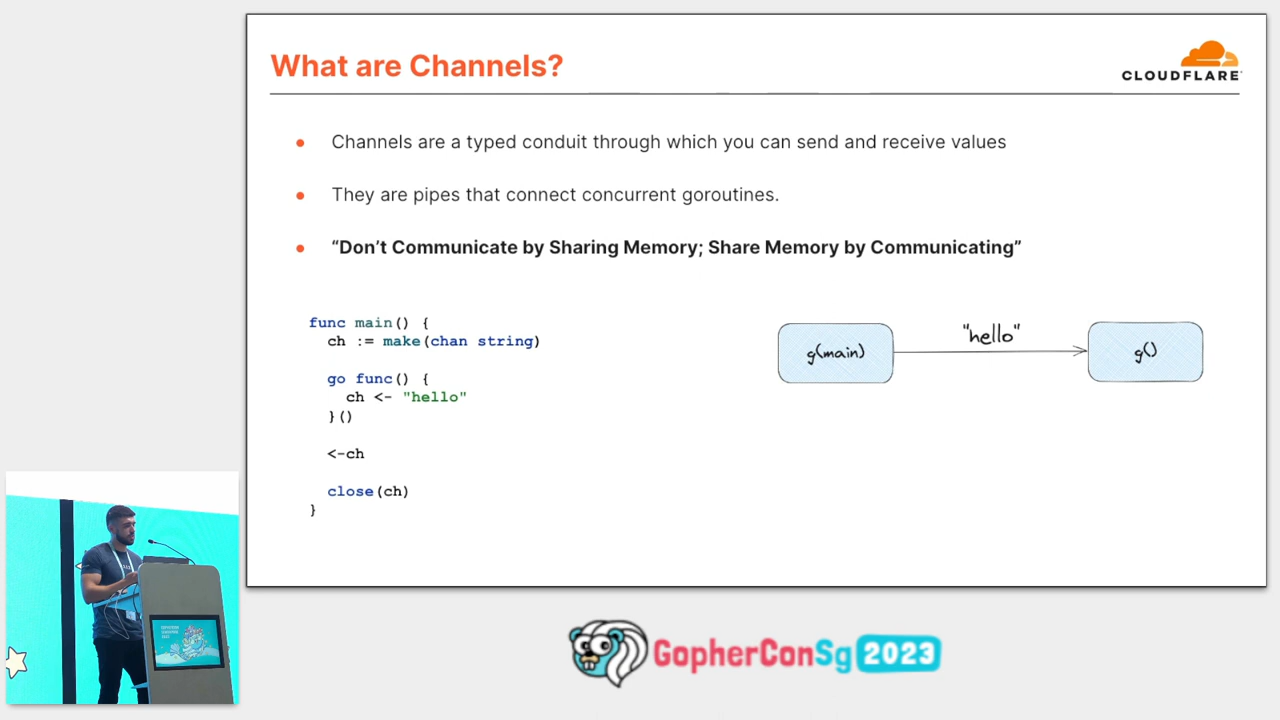 What are Channels?
CLOUDFLARE
Channels are a typed conduit through which you can send and receive values
They are pipes that connect concurrent goroutines.
“Don’t Communicate by Sharing Memory; Share Memory by Communicating”
func main() {
  ch := make(chan string)
  go func() {
    ch <- "hello"
  }()
  <-ch
  close(ch)
}
g(main)
"hello"
g()
GopherConSg 2023